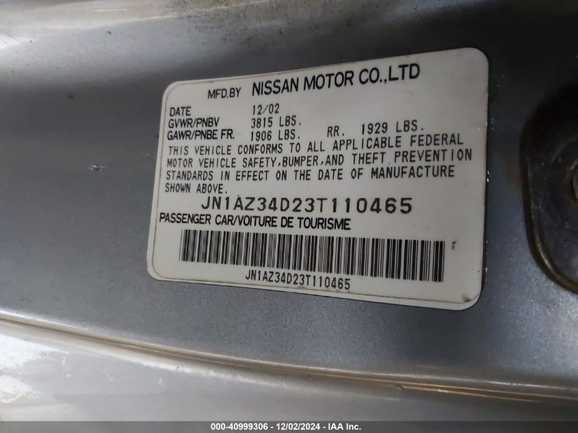 MFD.BY NISSAN MOTOR CO.,LTD
DATE 12/02
GVWR/PNBV 3815 LBS.
GAWR/PNBE FR. 1906 LBS. RR. 1929 LBS.
THIS VEHICLE CONFORMS TO ALL APPLICABLE FEDERAL
MOTOR VEHICLE SAFETY,BUMPER,AND THEFT PREVENTION
STANDARDS IN EFFECT ON THE DATE OF MANUFACTURE
SHOWN ABOVE.
JN1AZ34D23T110465
PASSENGER CAR/VOITURE DE TOURISME
JN1AZ34D23T110465
000-40999306 - 12/02/2024 - IAA Inc.